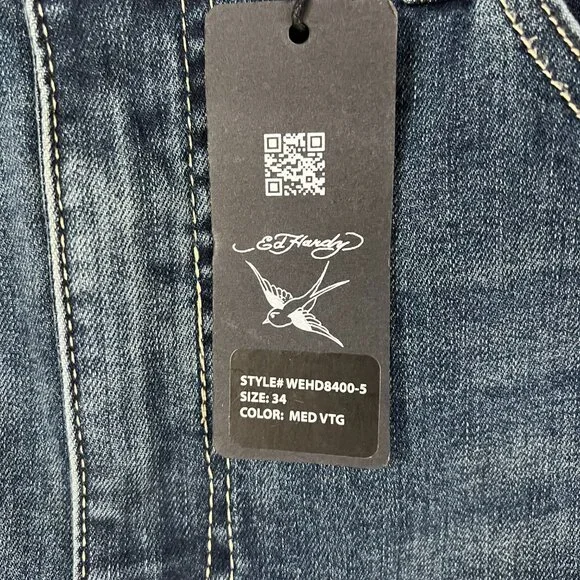 Ed Hardy
STYLE# WEHD8400-5
SIZE: 34
COLOR: MED VTG